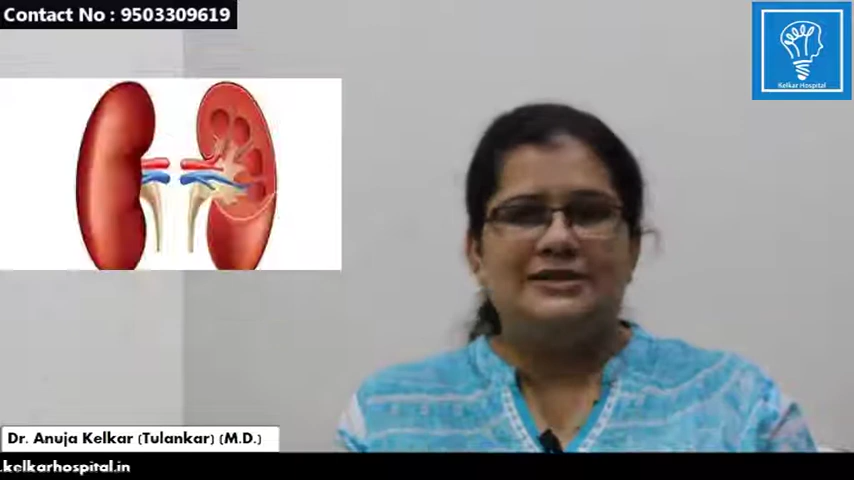 Contact No : 9503309619
Kelkar Hospital
Dr. Anuja Kelkar (Tulankar) (M.D.)
.kelkarhospital.in